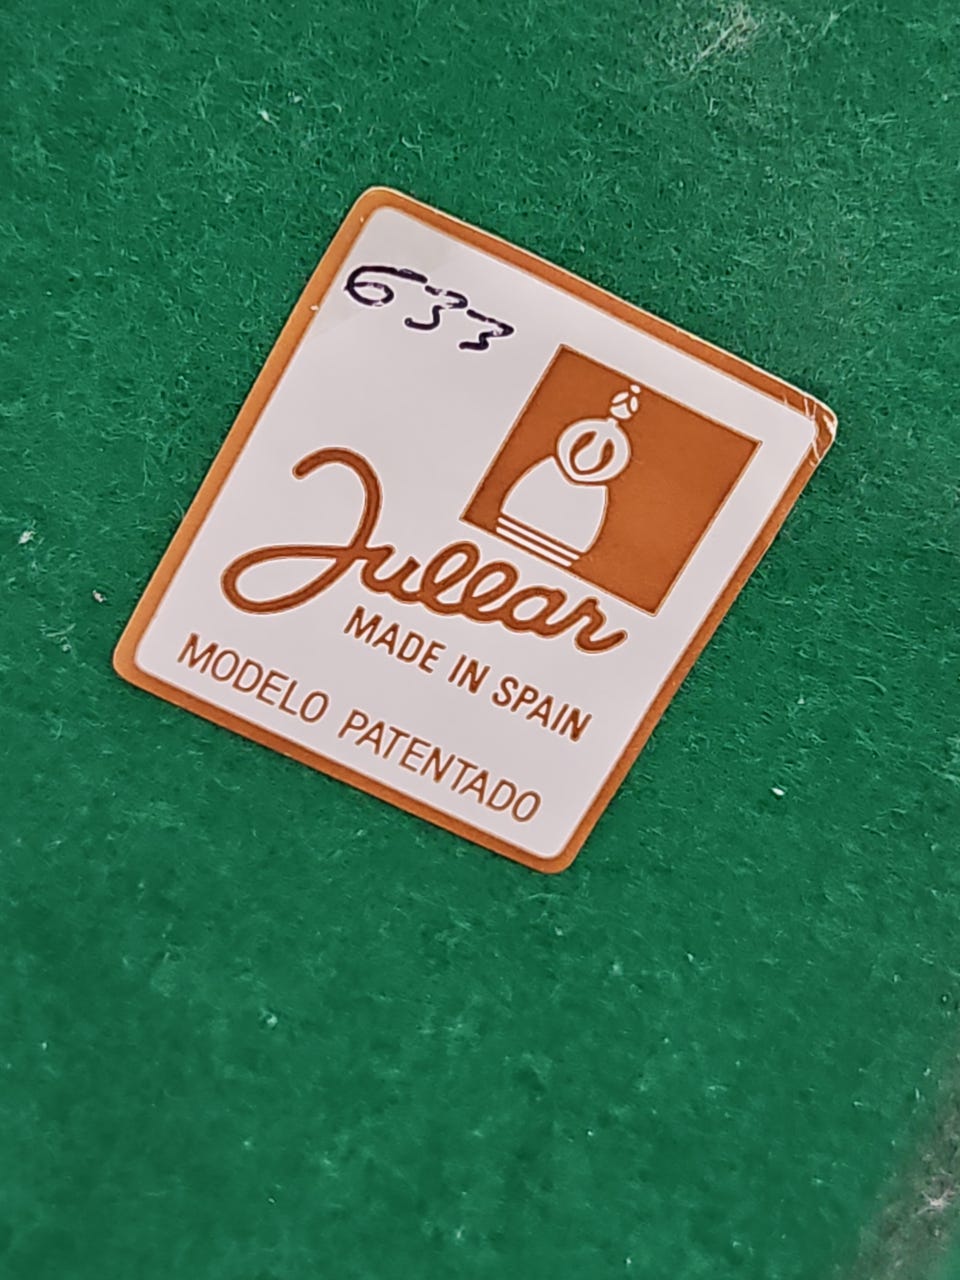 633
Jullar
MADE IN SPAIN
MODELO PATENTADO